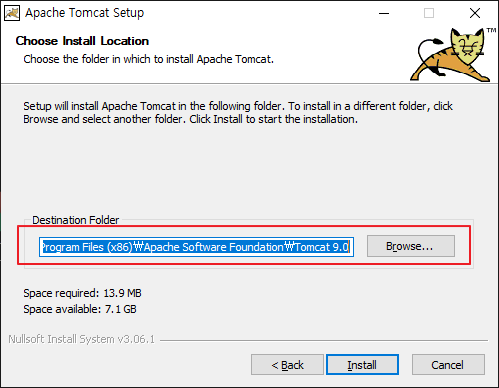 Apache Tomcat Setup
Choose Install Location
Choose the folder in which to install Apache Tomcat.
TM
Setup will install Apache Tomcat in the following folder. To install in a different folder, click
Browse and select another folder. Click Install to start the installation.
Destination Folder
Program Files (x86)₩Apache Software Foundation₩Tomcat 9.0
Browse...
Space required: 13.9 MB
Space available: 7.1 GB
Nullsoft Install System v3.06.1
< Back
Install
Cancel